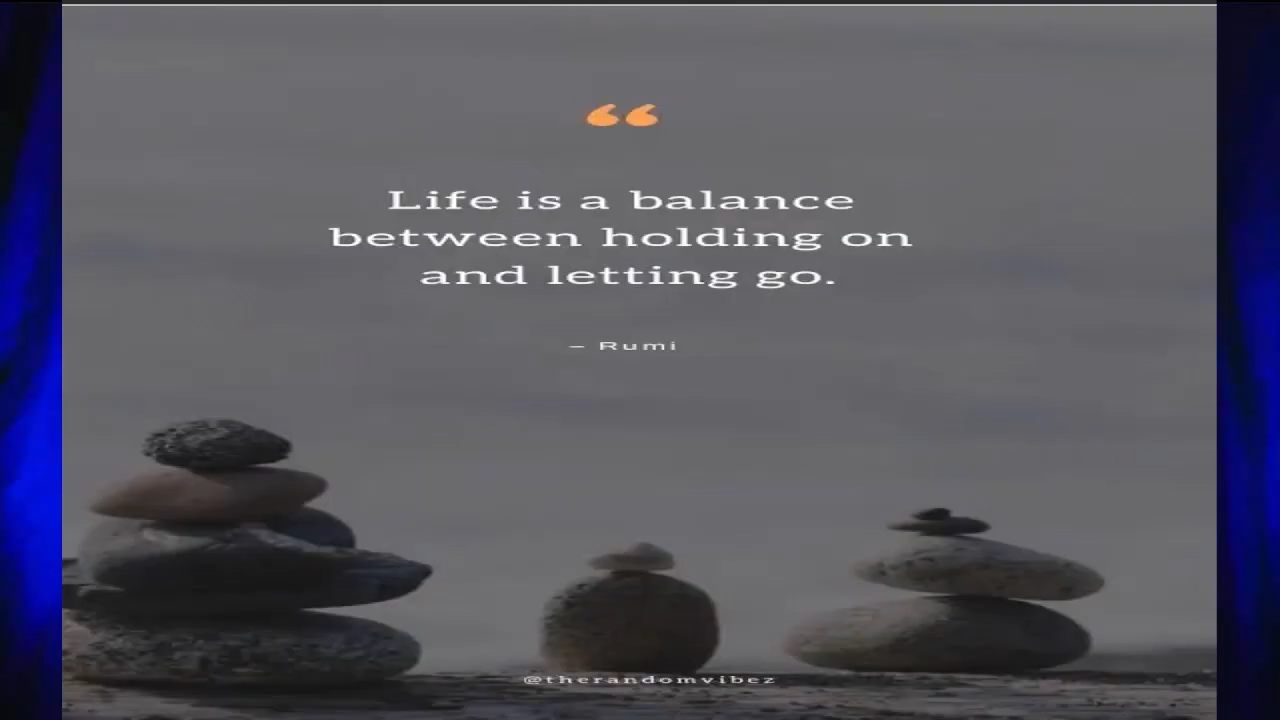 “
Life is a balance
between holding on
and letting go.
– Rumi
@therandomvibez